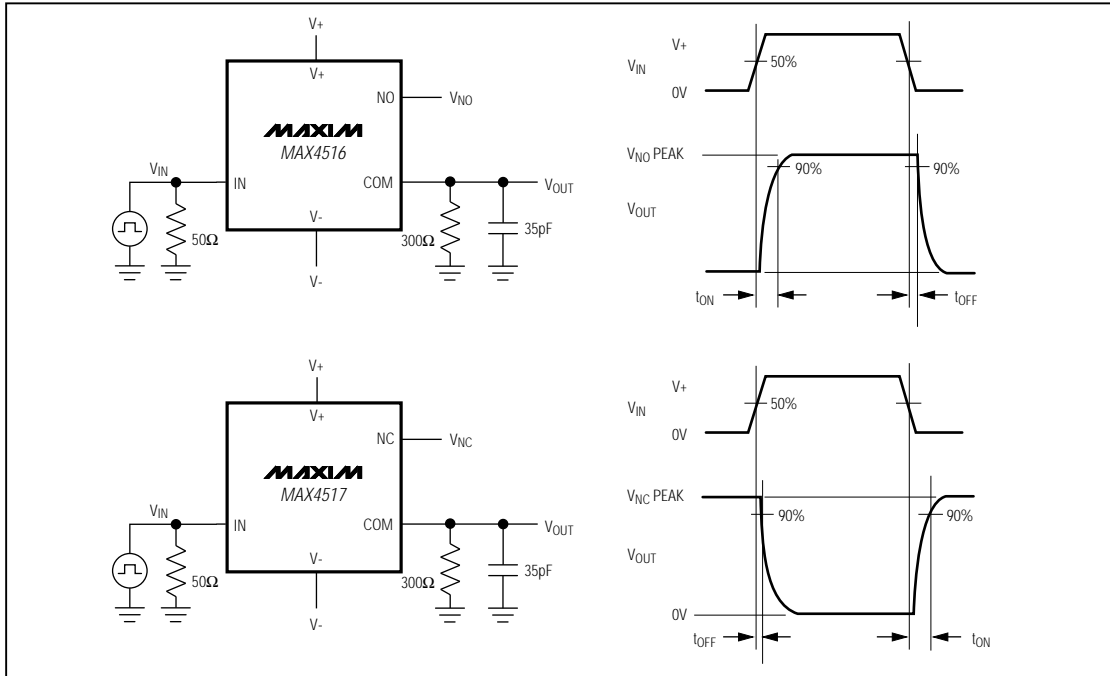 V+
V+
NO
VNO
MAXIM
MAX4516
VIN
IN
COM
VOUT
V-
50Ω
300Ω
35pF
V-
V+
VIN
50%
0V
VNO PEAK
90%
90%
VOUT
tON
tOFF
V+
V+
NC
VNC
MAXIM
MAX4517
VIN
IN
COM
VOUT
V-
50Ω
300Ω
35pF
V-
V+
VIN
50%
0V
VNC PEAK
90%
90%
VOUT
0V
tOFF
tON